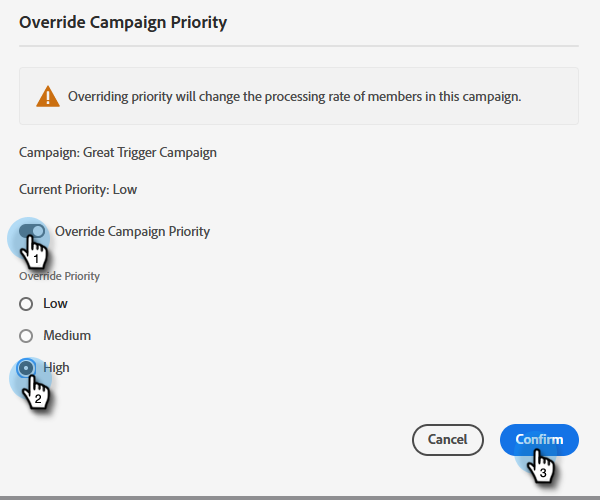 Override Campaign Priority
Overriding priority will change the processing rate of members in this campaign.
Campaign: Great Trigger Campaign
Current Priority: Low
Override Campaign Priority
1
Override Priority
Low
Medium
High
2
Cancel
Confirm
3